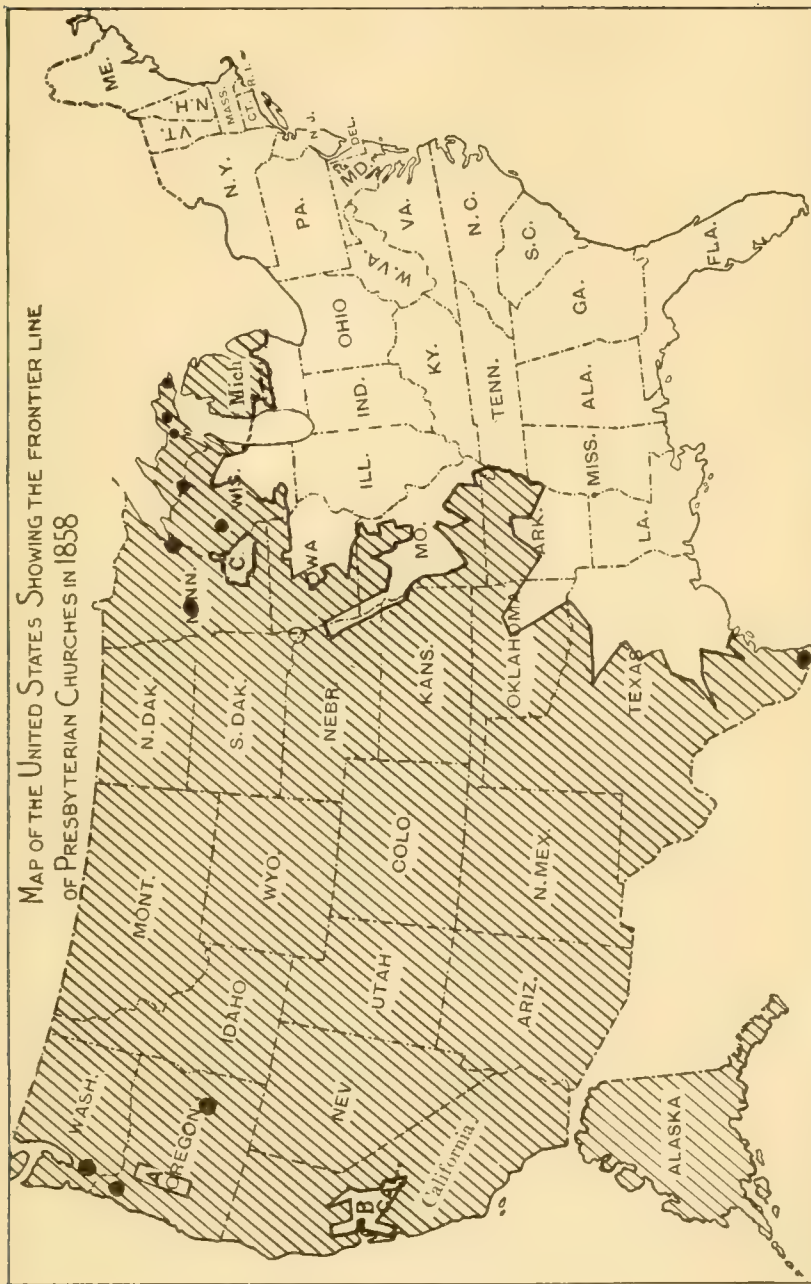 MAP OF THE UNITED STATES SHOWING THE FRONTIER LINE
OF PRESBYTERIAN CHURCHES IN 1858
WASH.
OREGON
A
IDAHO
MONT.
N. DAK.
S. DAK.
MINN.
WIS.
C
Mich
WYO.
NEBR.
IOWA
ILL.
IND.
OHIO
PA.
N.Y.
VT.
N.H.
ME.
MASS.
CT.
R.I.
N.J.
DEL.
MD.
NEV
UTAH
COLO
KANS.
MO.
KY.
W.VA
VA.
B
California.
ARIZ.
N.MEX.
OKLAHOMA
ARK.
TENN.
N.C.
S.C.
TEXAS
LA.
MISS.
ALA.
GA.
FLA.
ALASKA